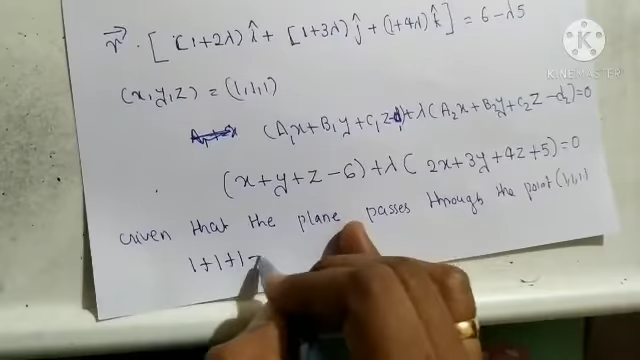 r⃗ . [ (1+2λ) î + [1+3λ) ĵ + (1+4λ) k̂ ] = 6 - λ5
(x,y,z) = (1,1,1)
(A₁x+B₁y+C₁z-d₁)+λ(A₂x+B₂y+C₂z-d₂)=0
(x+y+z-6)+λ( 2x+3y+4z+5)=0
Given that the plane passes through the point (1,1,1)
1+1+1-
KINEMASTER